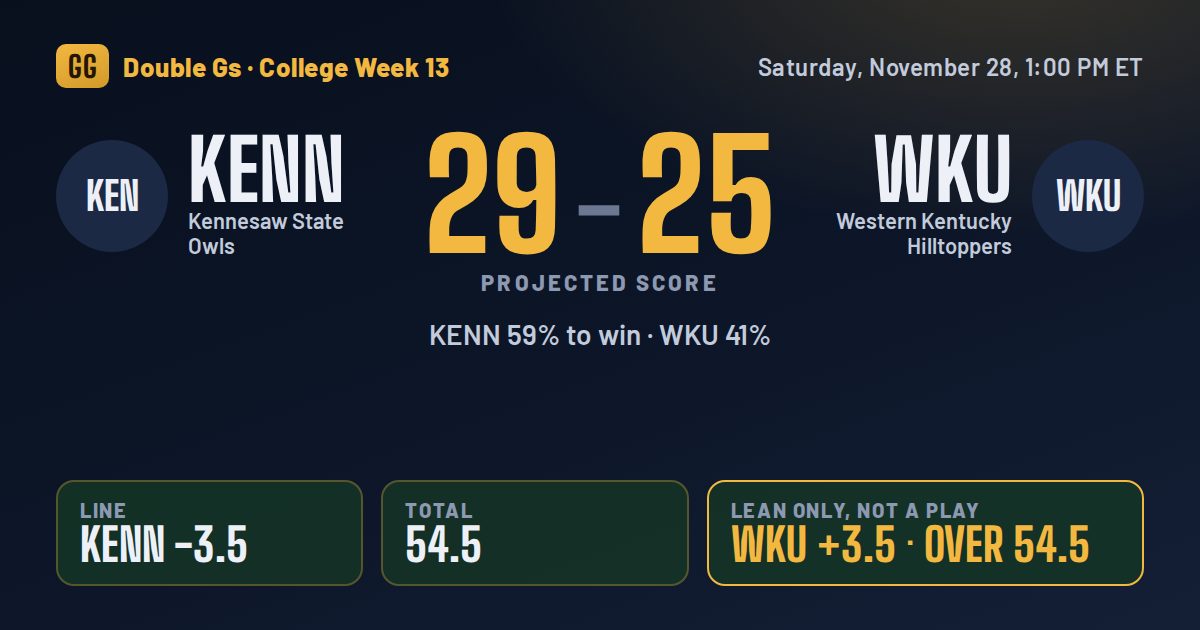 GG Double Gs · College Week 13
Saturday, November 28, 1:00 PM ET
KEN
KENN
Kennesaw State
Owls
29 – 25
PROJECTED SCORE
KENN 59% to win · WKU 41%
WKU
Western Kentucky
Hilltoppers
WKU
LINE
KENN −3.5
TOTAL
54.5
LEAN ONLY, NOT A PLAY
WKU +3.5 · OVER 54.5